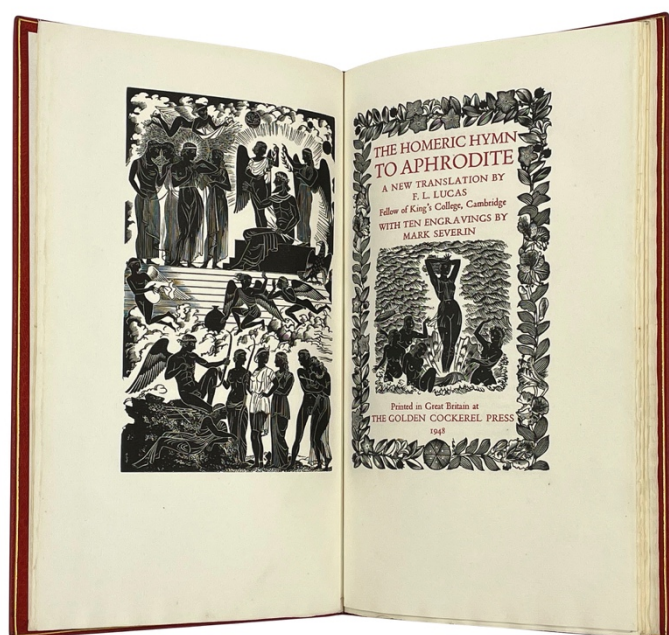 THE HOMERIC HYMN
TO APHRODITE
A NEW TRANSLATION BY
F. L. LUCAS
Fellow of King's College, Cambridge
WITH TEN ENGRAVINGS BY
MARK SEVERIN
Printed in Great Britain at
THE GOLDEN COCKEREL PRESS
1948